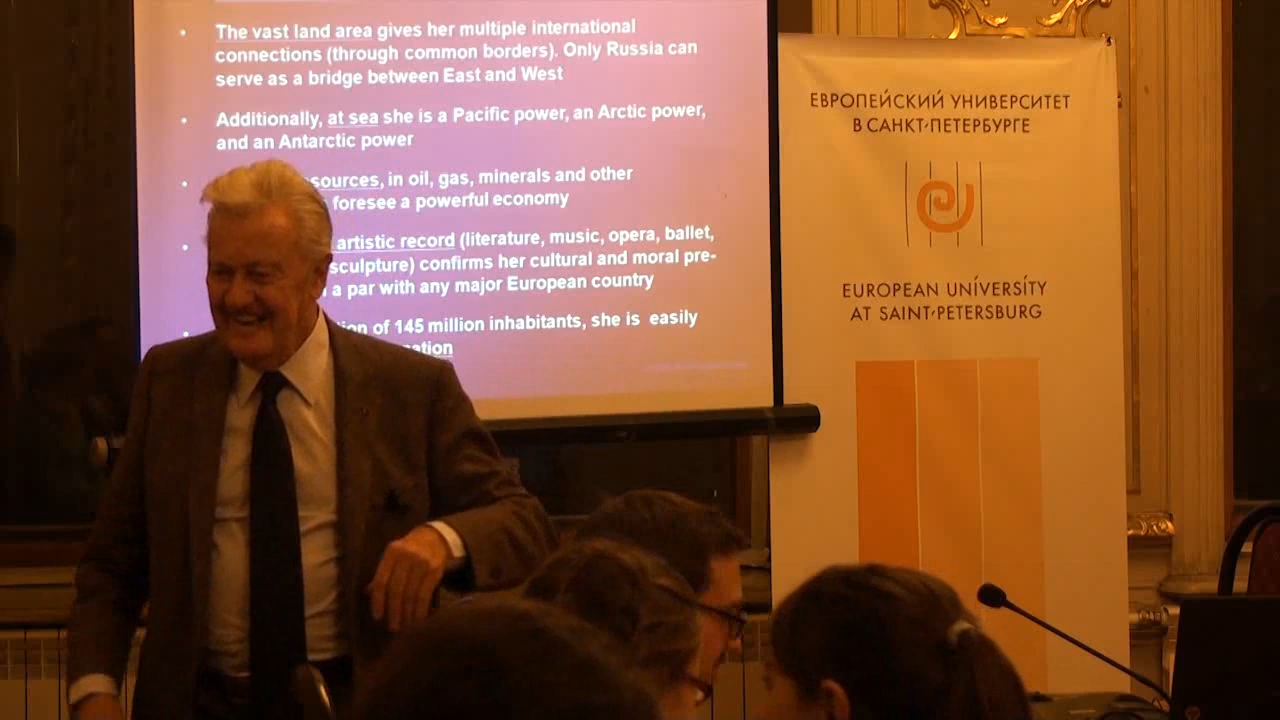 The vast land area gives her multiple international
connections (through common borders). Only Russia can
serve as a bridge between East and West
Additionally, at sea she is a Pacific power, an Arctic power,
and an Antarctic power
sources, in oil, gas, minerals and other
foresee a powerful economy
artistic record (literature, music, opera, ballet,
sculpture) confirms her cultural and moral pre-
a par with any major European country
tion of 145 million inhabitants, she is easily
ation
ЕВРОПЕЙСКИЙ УНИВЕРСИТЕТ
В САНКТ-ПЕТЕРБУРГЕ
EUROPEAN UNIVERSITY
AT SAINT-PETERSBURG